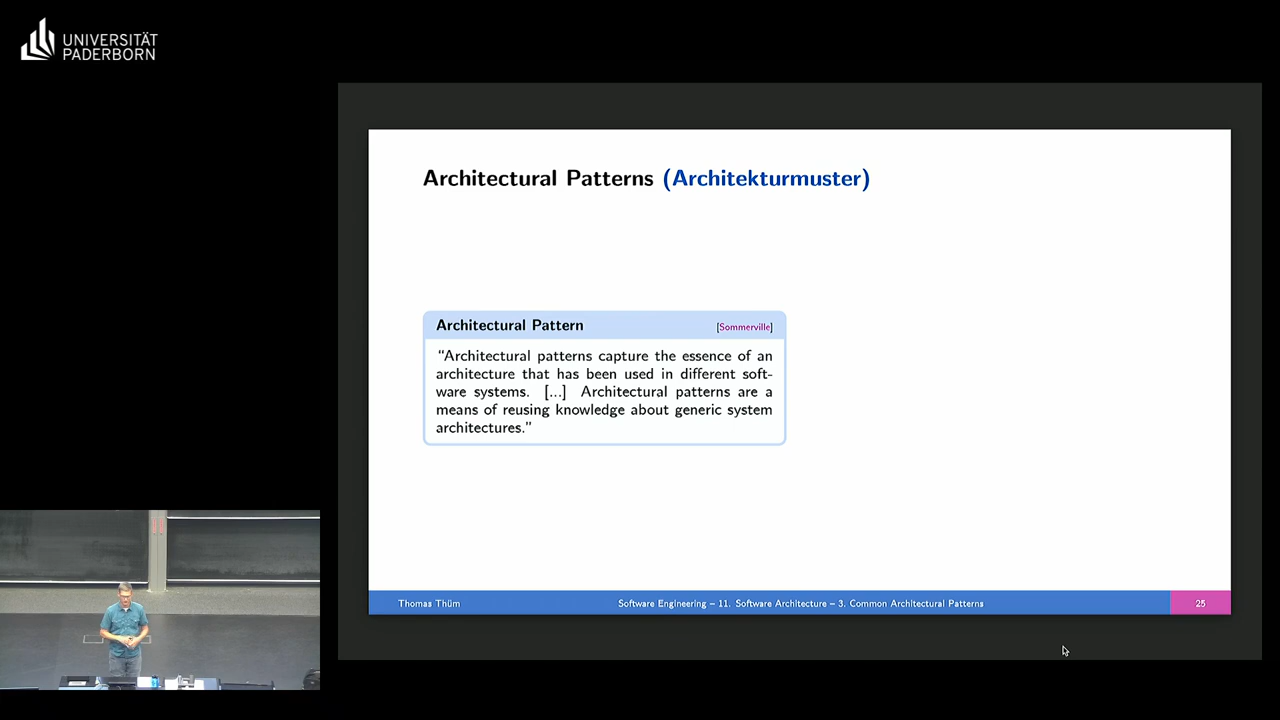 UNIVERSITÄT
PADERBORN
Architectural Patterns (Architekturmuster)
Architectural Pattern [Sommerville]
“Architectural patterns capture the essence of an
architecture that has been used in different soft-
ware systems. [...] Architectural patterns are a
means of reusing knowledge about generic system
architectures.”
Thomas Thüm Software Engineering – 11. Software Architecture – 3. Common Architectural Patterns 25